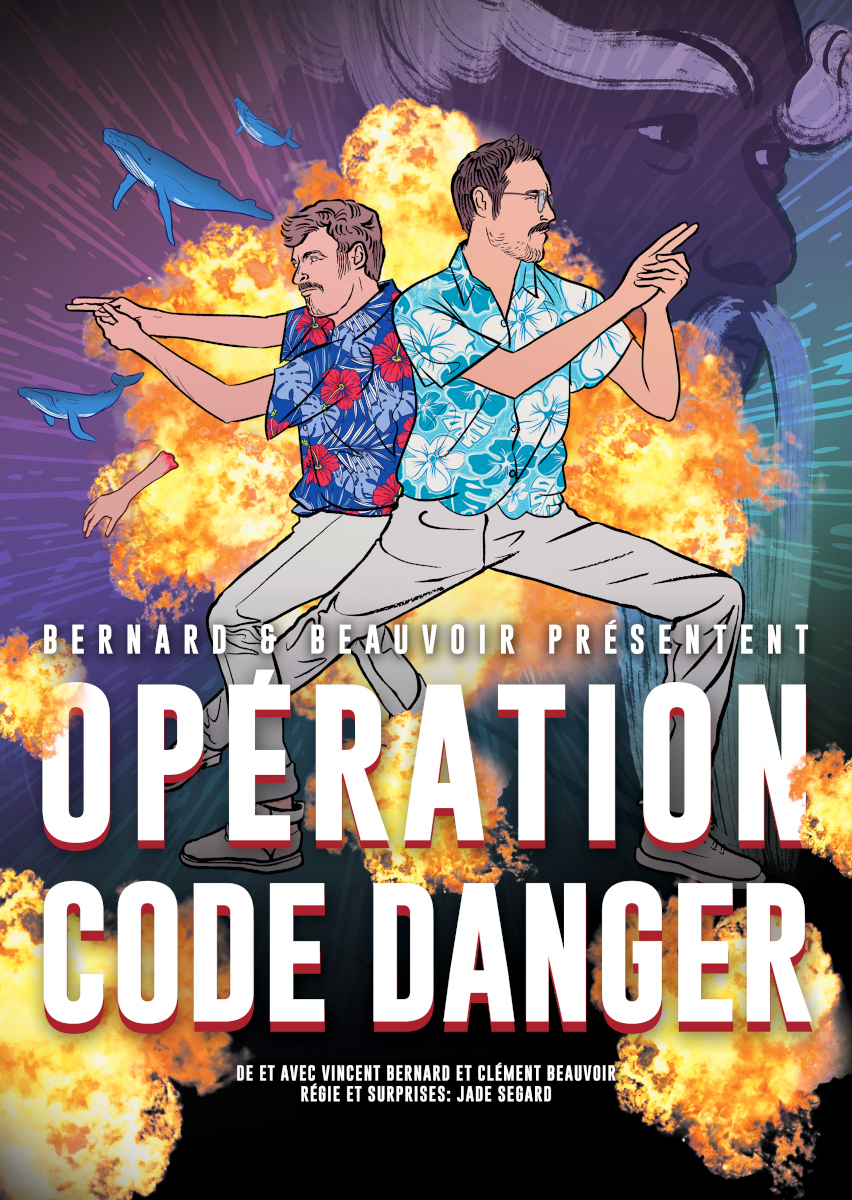 BERNARD & BEAUVOIR PRÉSENTENT
OPÉRATION
CODE DANGER
DE ET AVEC VINCENT BERNARD ET CLÉMENT BEAUVOIR
RÉGIE ET SURPRISES: JADE SEGARD